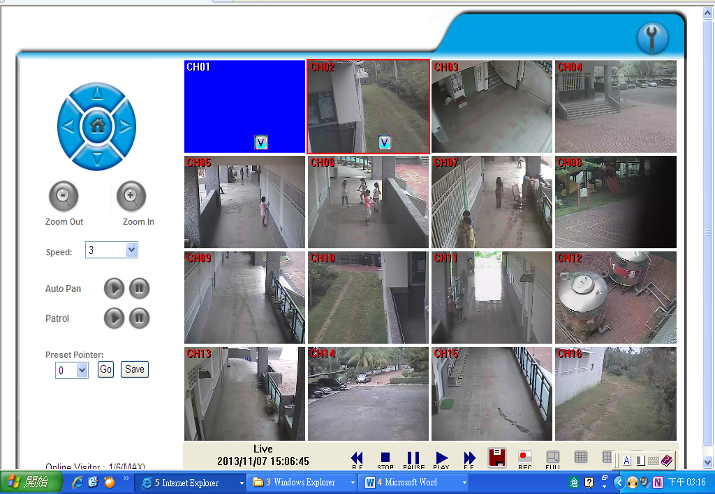 CH01
CH02
CH03
CH04
CH05
CH06
CH07
CH08
CH09
CH10
CH11
CH12
CH13
CH14
CH15
CH16
V
V
Zoom Out
Zoom In
Speed:
3
Auto Pan
Patrol
Preset Pointer:
0
Go
Save
Online Visitor : 1/6(MAX)
Live
2013/11/07 15:06:45
STOP
PAUSE
PLAY
F.F
REC
FULL
A
開始
5 Internet Explorer
3 Windows Explorer
4 Microsoft Word
下午 03:16